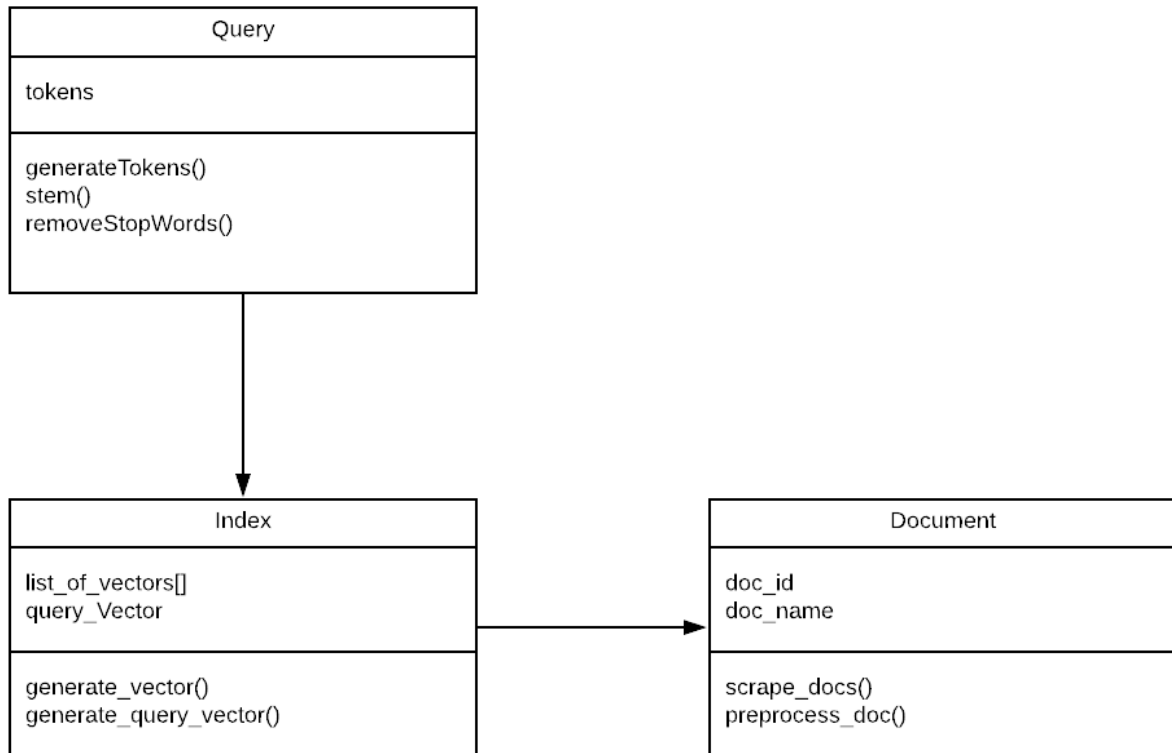 Query
tokens
generateTokens()
stem()
removeStopWords()
Index
list_of_vectors[]
query_Vector
generate_vector()
generate_query_vector()
Document
doc_id
doc_name
scrape_docs()
preprocess_doc()